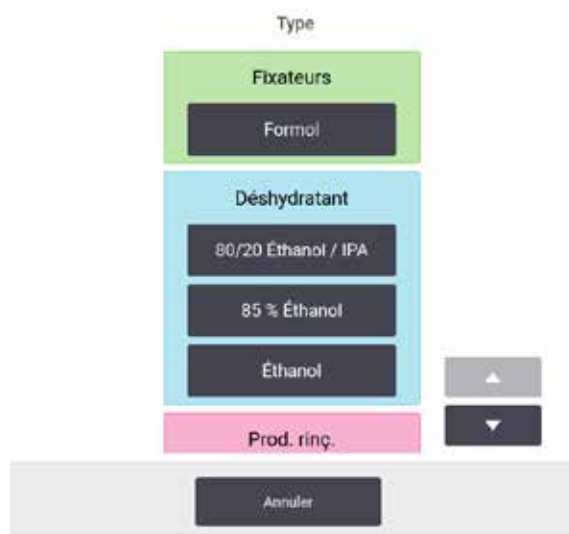 Type
Fixateurs
Formol
Déshydratant
80/20 Éthanol / IPA
85 % Éthanol
Éthanol
Prod. rinç.
Annuler